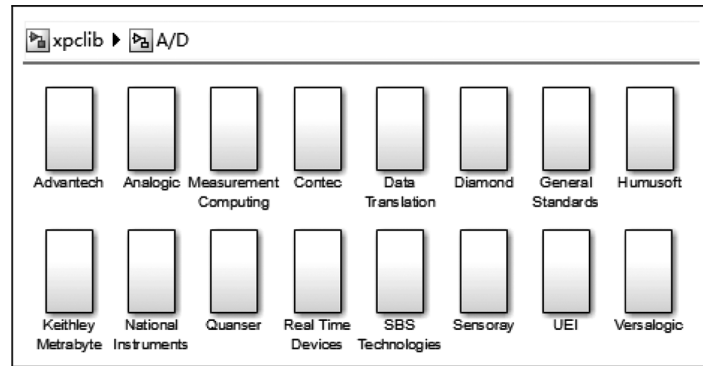 xpclib ▶ A/D
Advantech Analogic Measurement Computing Contec Data Translation Diamond General Standards Humusoft
Keithley Metrabyte National Instruments Quanser Real Time Devices SBS Technologies Sensoray UEI Versalogic